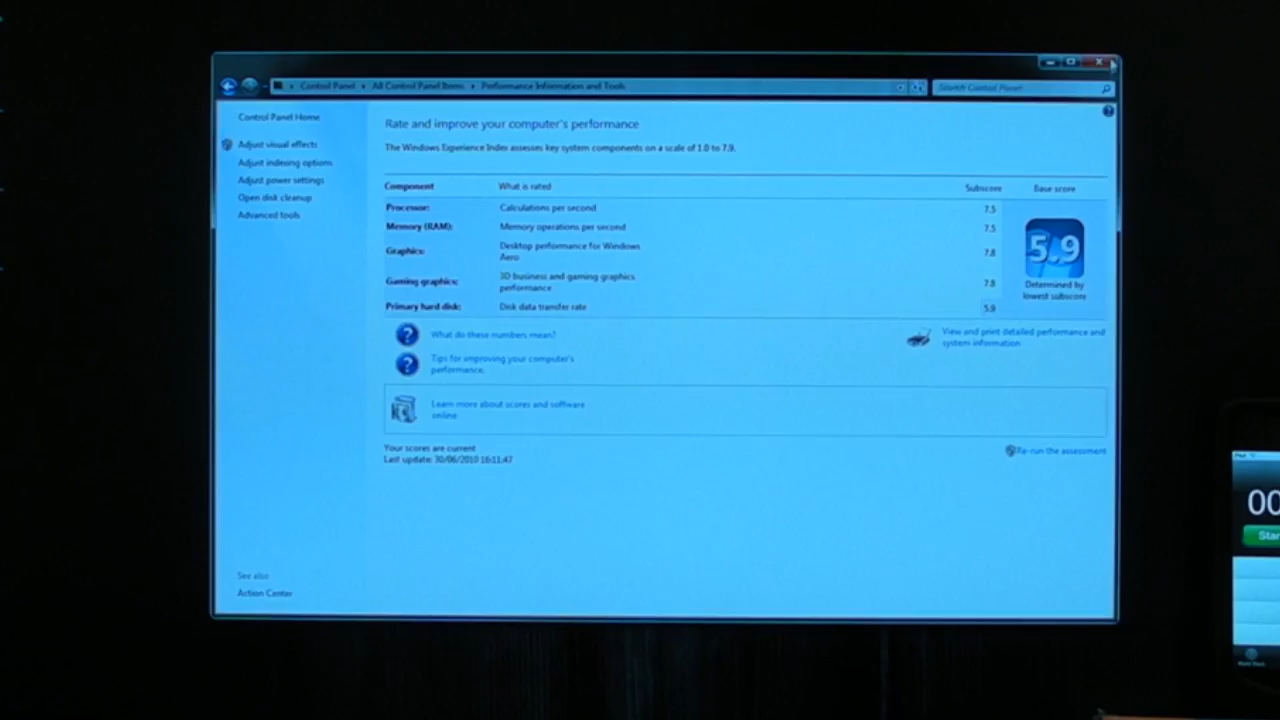 Control Panel
All Control Panel Items
Performance Information and Tools
Search Control Panel
Control Panel Home
Adjust visual effects
Adjust indexing options
Adjust power settings
Open disk cleanup
Advanced tools
Rate and improve your computer's performance
The Windows Experience Index assesses key system components on a scale of 1.0 to 7.9.
Component What is rated Subscore Base score
Processor: Calculations per second 7.5
Memory (RAM): Memory operations per second 7.5
Graphics: Desktop performance for Windows
Aero 7.8
Gaming graphics: 3D business and gaming graphics
performance 7.8
Primary hard disk: Disk data transfer rate 5.9
5.9
Determined by
lowest subscore
What do these numbers mean?
Tips for improving your computer's
performance.
View and print detailed performance and
system information
Learn more about scores and software
online
Your scores are current
Last update: 30/06/2010 16:11:47
Re-run the assessment
See also
Action Center
00
Star